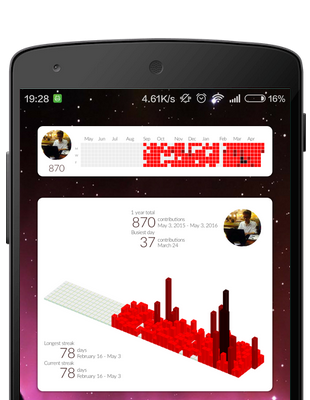 19:28 4.61K/s 16%
May Jun Jul Aug Sep Oct Nov Dec Jan Feb Mar Apr
870
1 year total
870 contributions
May 3, 2015 - May 3, 2016
Busiest day
37 contributions
March 24
Longest streak
78 days
February 16 - May 3
Current streak
78 days
February 16 - May 3